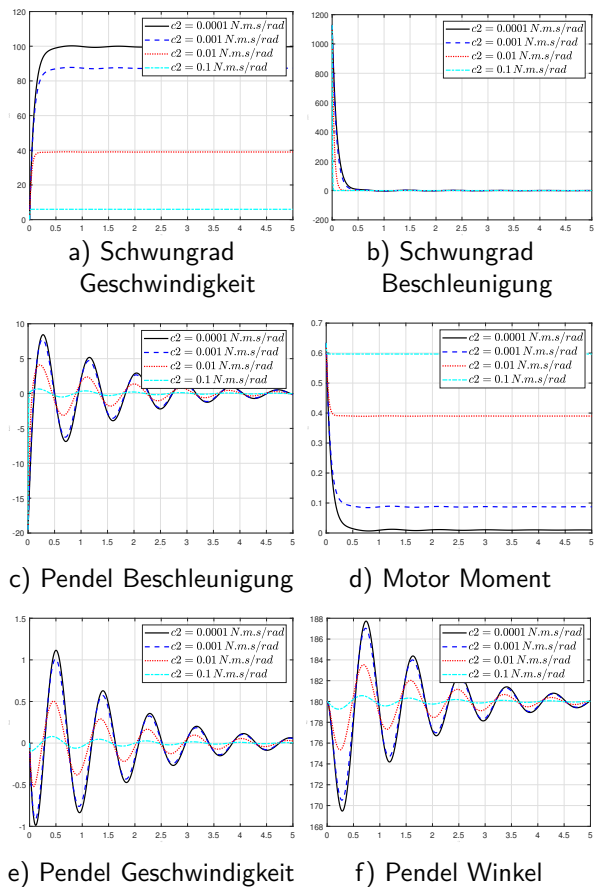 120
100
80
60
40
20
0
c2 = 0.0001 N.m.s/rad
c2 = 0.001 N.m.s/rad
c2 = 0.01 N.m.s/rad
c2 = 0.1 N.m.s/rad
0 0.5 1 1.5 2 2.5 3 3.5 4 4.5 5
a) Schwungrad
Geschwindigkeit
1200
1000
800
600
400
200
0
-200
c2 = 0.0001 N.m.s/rad
c2 = 0.001 N.m.s/rad
c2 = 0.01 N.m.s/rad
c2 = 0.1 N.m.s/rad
0 0.5 1 1.5 2 2.5 3 3.5 4 4.5 5
b) Schwungrad
Beschleunigung
10
5
0
-5
-10
-15
-20
c2 = 0.0001 N.m.s/rad
c2 = 0.001 N.m.s/rad
c2 = 0.01 N.m.s/rad
c2 = 0.1 N.m.s/rad
0 0.5 1 1.5 2 2.5 3 3.5 4 4.5 5
c) Pendel Beschleunigung
0.7
0.6
0.5
0.4
0.3
0.2
0.1
0
c2 = 0.0001 N.m.s/rad
c2 = 0.001 N.m.s/rad
c2 = 0.01 N.m.s/rad
c2 = 0.1 N.m.s/rad
0 0.5 1 1.5 2 2.5 3 3.5 4 4.5 5
d) Motor Moment
1.5
1
0.5
0
0.5
-1
c2 = 0.0001 N.m.s/rad
c2 = 0.001 N.m.s/rad
c2 = 0.01 N.m.s/rad
c2 = 0.1 N.m.s/rad
0 0.5 1 1.5 2 2.5 3 3.5 4 4.5 5
e) Pendel Geschwindigkeit
188
186
184
182
180
178
176
174
172
170
168
c2 = 0.0001 N.m.s/rad
c2 = 0.001 N.m.s/rad
c2 = 0.01 N.m.s/rad
c2 = 0.1 N.m.s/rad
0 0.5 1 1.5 2 2.5 3 3.5 4 4.5 5
f) Pendel Winkel